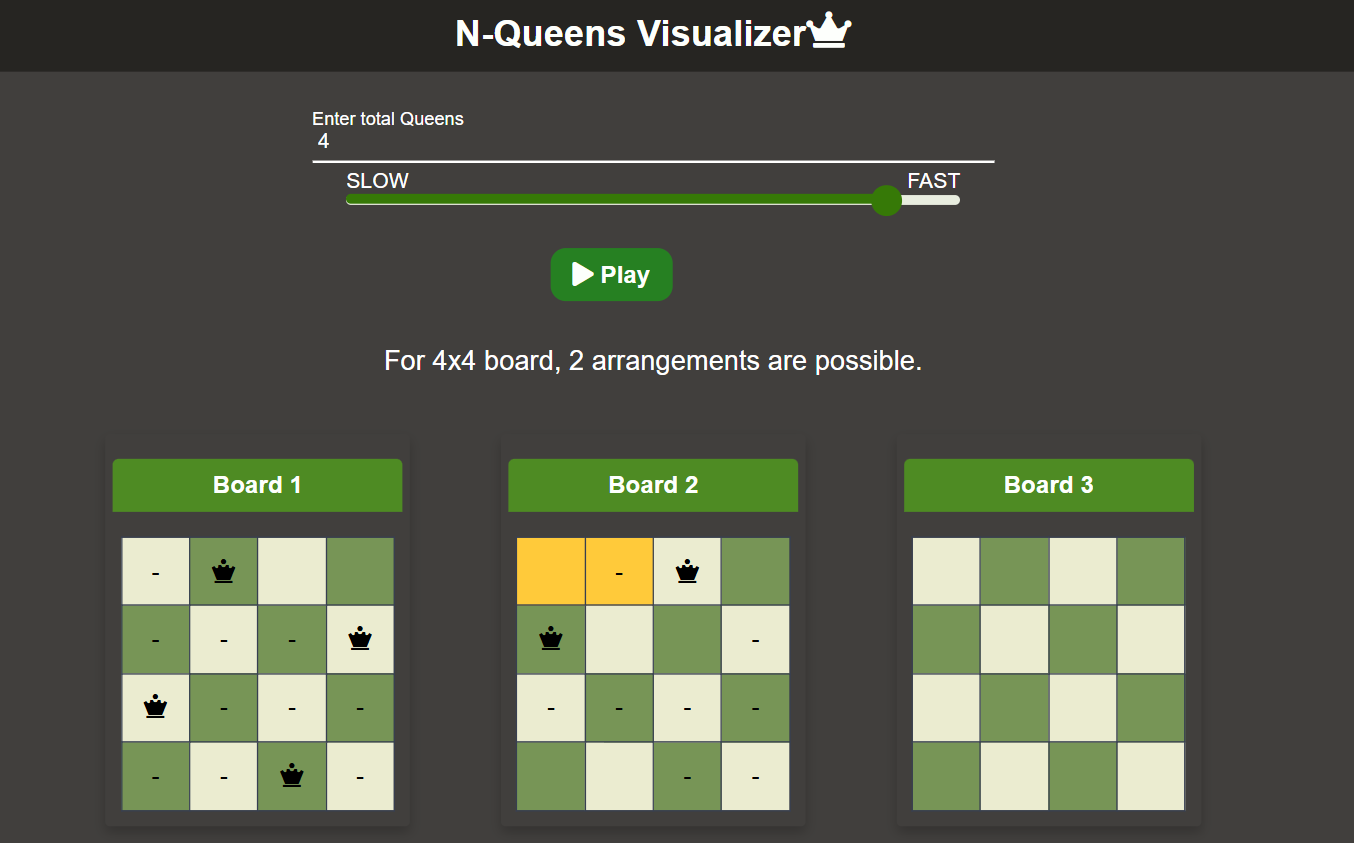 N-Queens Visualizer
Enter total Queens
4
SLOW FAST
Play
For 4x4 board, 2 arrangements are possible.
Board 1 Board 2 Board 3
- -
- - - -
- - - - - - -
- - - - -